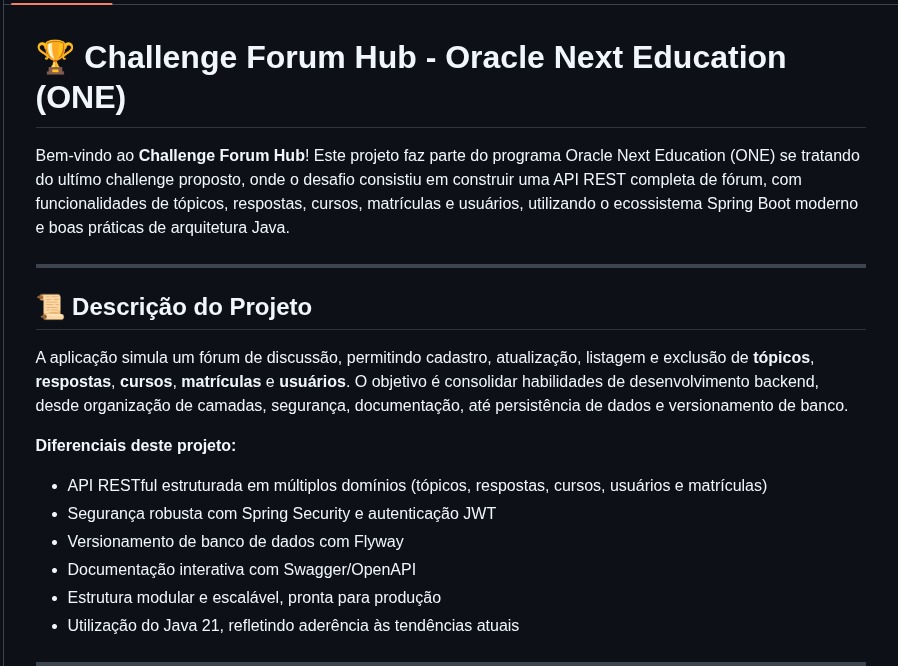 🏆 Challenge Forum Hub - Oracle Next Education
(ONE)
Bem-vindo ao Challenge Forum Hub! Este projeto faz parte do programa Oracle Next Education (ONE) se tratando
do ultímo challenge proposto, onde o desafio consistiu em construir uma API REST completa de fórum, com
funcionalidades de tópicos, respostas, cursos, matrículas e usuários, utilizando o ecossistema Spring Boot moderno
e boas práticas de arquitetura Java.
📜 Descrição do Projeto
A aplicação simula um fórum de discussão, permitindo cadastro, atualização, listagem e exclusão de tópicos,
respostas, cursos, matrículas e usuários. O objetivo é consolidar habilidades de desenvolvimento backend,
desde organização de camadas, segurança, documentação, até persistência de dados e versionamento de banco.
Diferenciais deste projeto:
• API RESTful estruturada em múltiplos domínios (tópicos, respostas, cursos, usuários e matrículas)
• Segurança robusta com Spring Security e autenticação JWT
• Versionamento de banco de dados com Flyway
• Documentação interativa com Swagger/OpenAPI
• Estrutura modular e escalável, pronta para produção
• Utilização do Java 21, refletindo aderência às tendências atuais